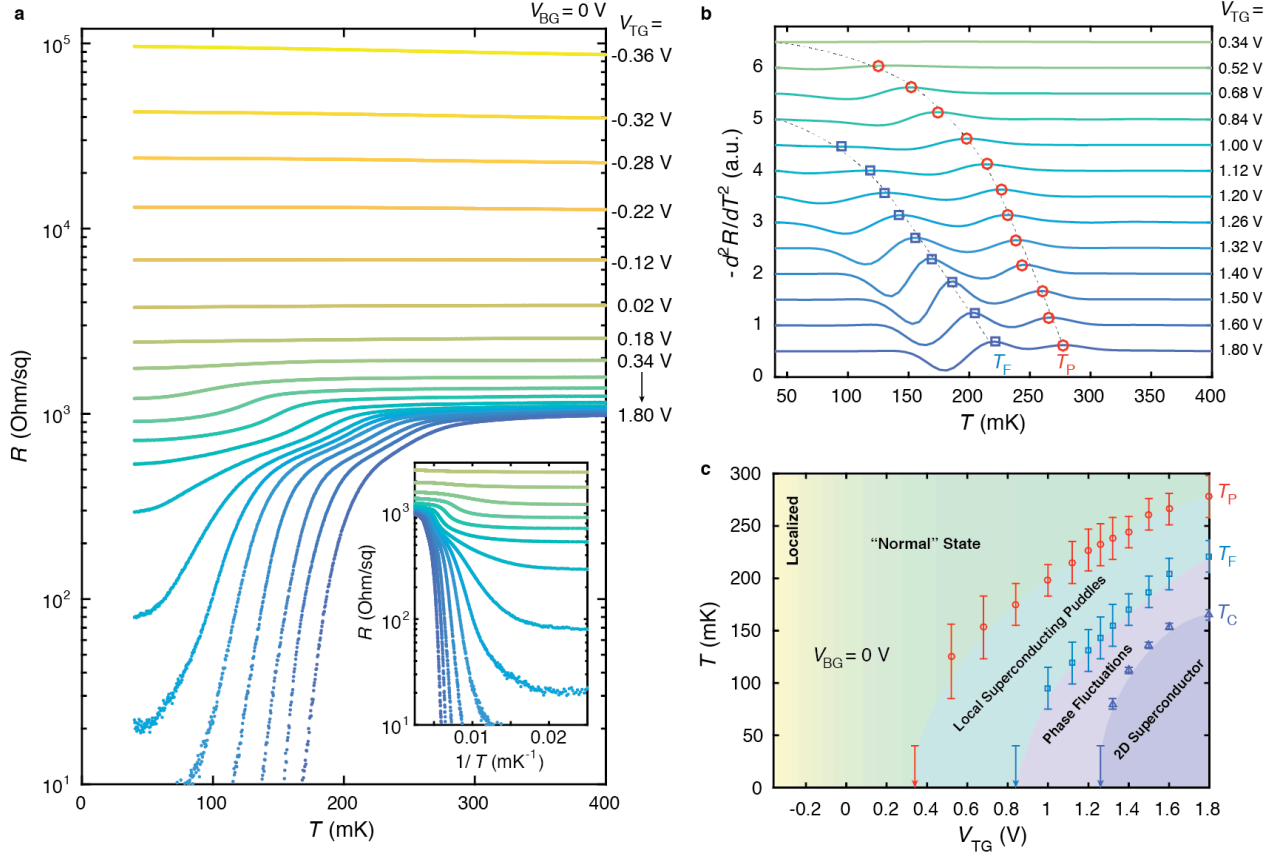 a
V_BG = 0 V
V_TG =
-0.36 V
-0.32 V
-0.28 V
-0.22 V
-0.12 V
0.02 V
0.18 V
0.34 V
1.80 V
10^5
10^4
10^3
10^2
10^1
R (Ohm/sq)
0
100
200
300
400
T (mK)
10^3
10^2
10^1
R (Ohm/sq)
0.01
0.02
1/T (mK^-1)
b
V_TG =
0.34 V
0.52 V
0.68 V
0.84 V
1.00 V
1.12 V
1.20 V
1.26 V
1.32 V
1.40 V
1.50 V
1.60 V
1.80 V
6
5
4
3
2
1
0
-d^2R/dT^2 (a.u.)
T_F
T_P
50
100
150
200
250
300
350
400
T (mK)
c
300
250
200
150
100
50
0
T (mK)
Localized
“Normal” State
V_BG = 0 V
Local Superconducting Puddles
Phase Fluctuations
2D Superconductor
T_P
T_F
T_C
-0.2
0
0.2
0.4
0.6
0.8
1
1.2
1.4
1.6
1.8
V_TG (V)